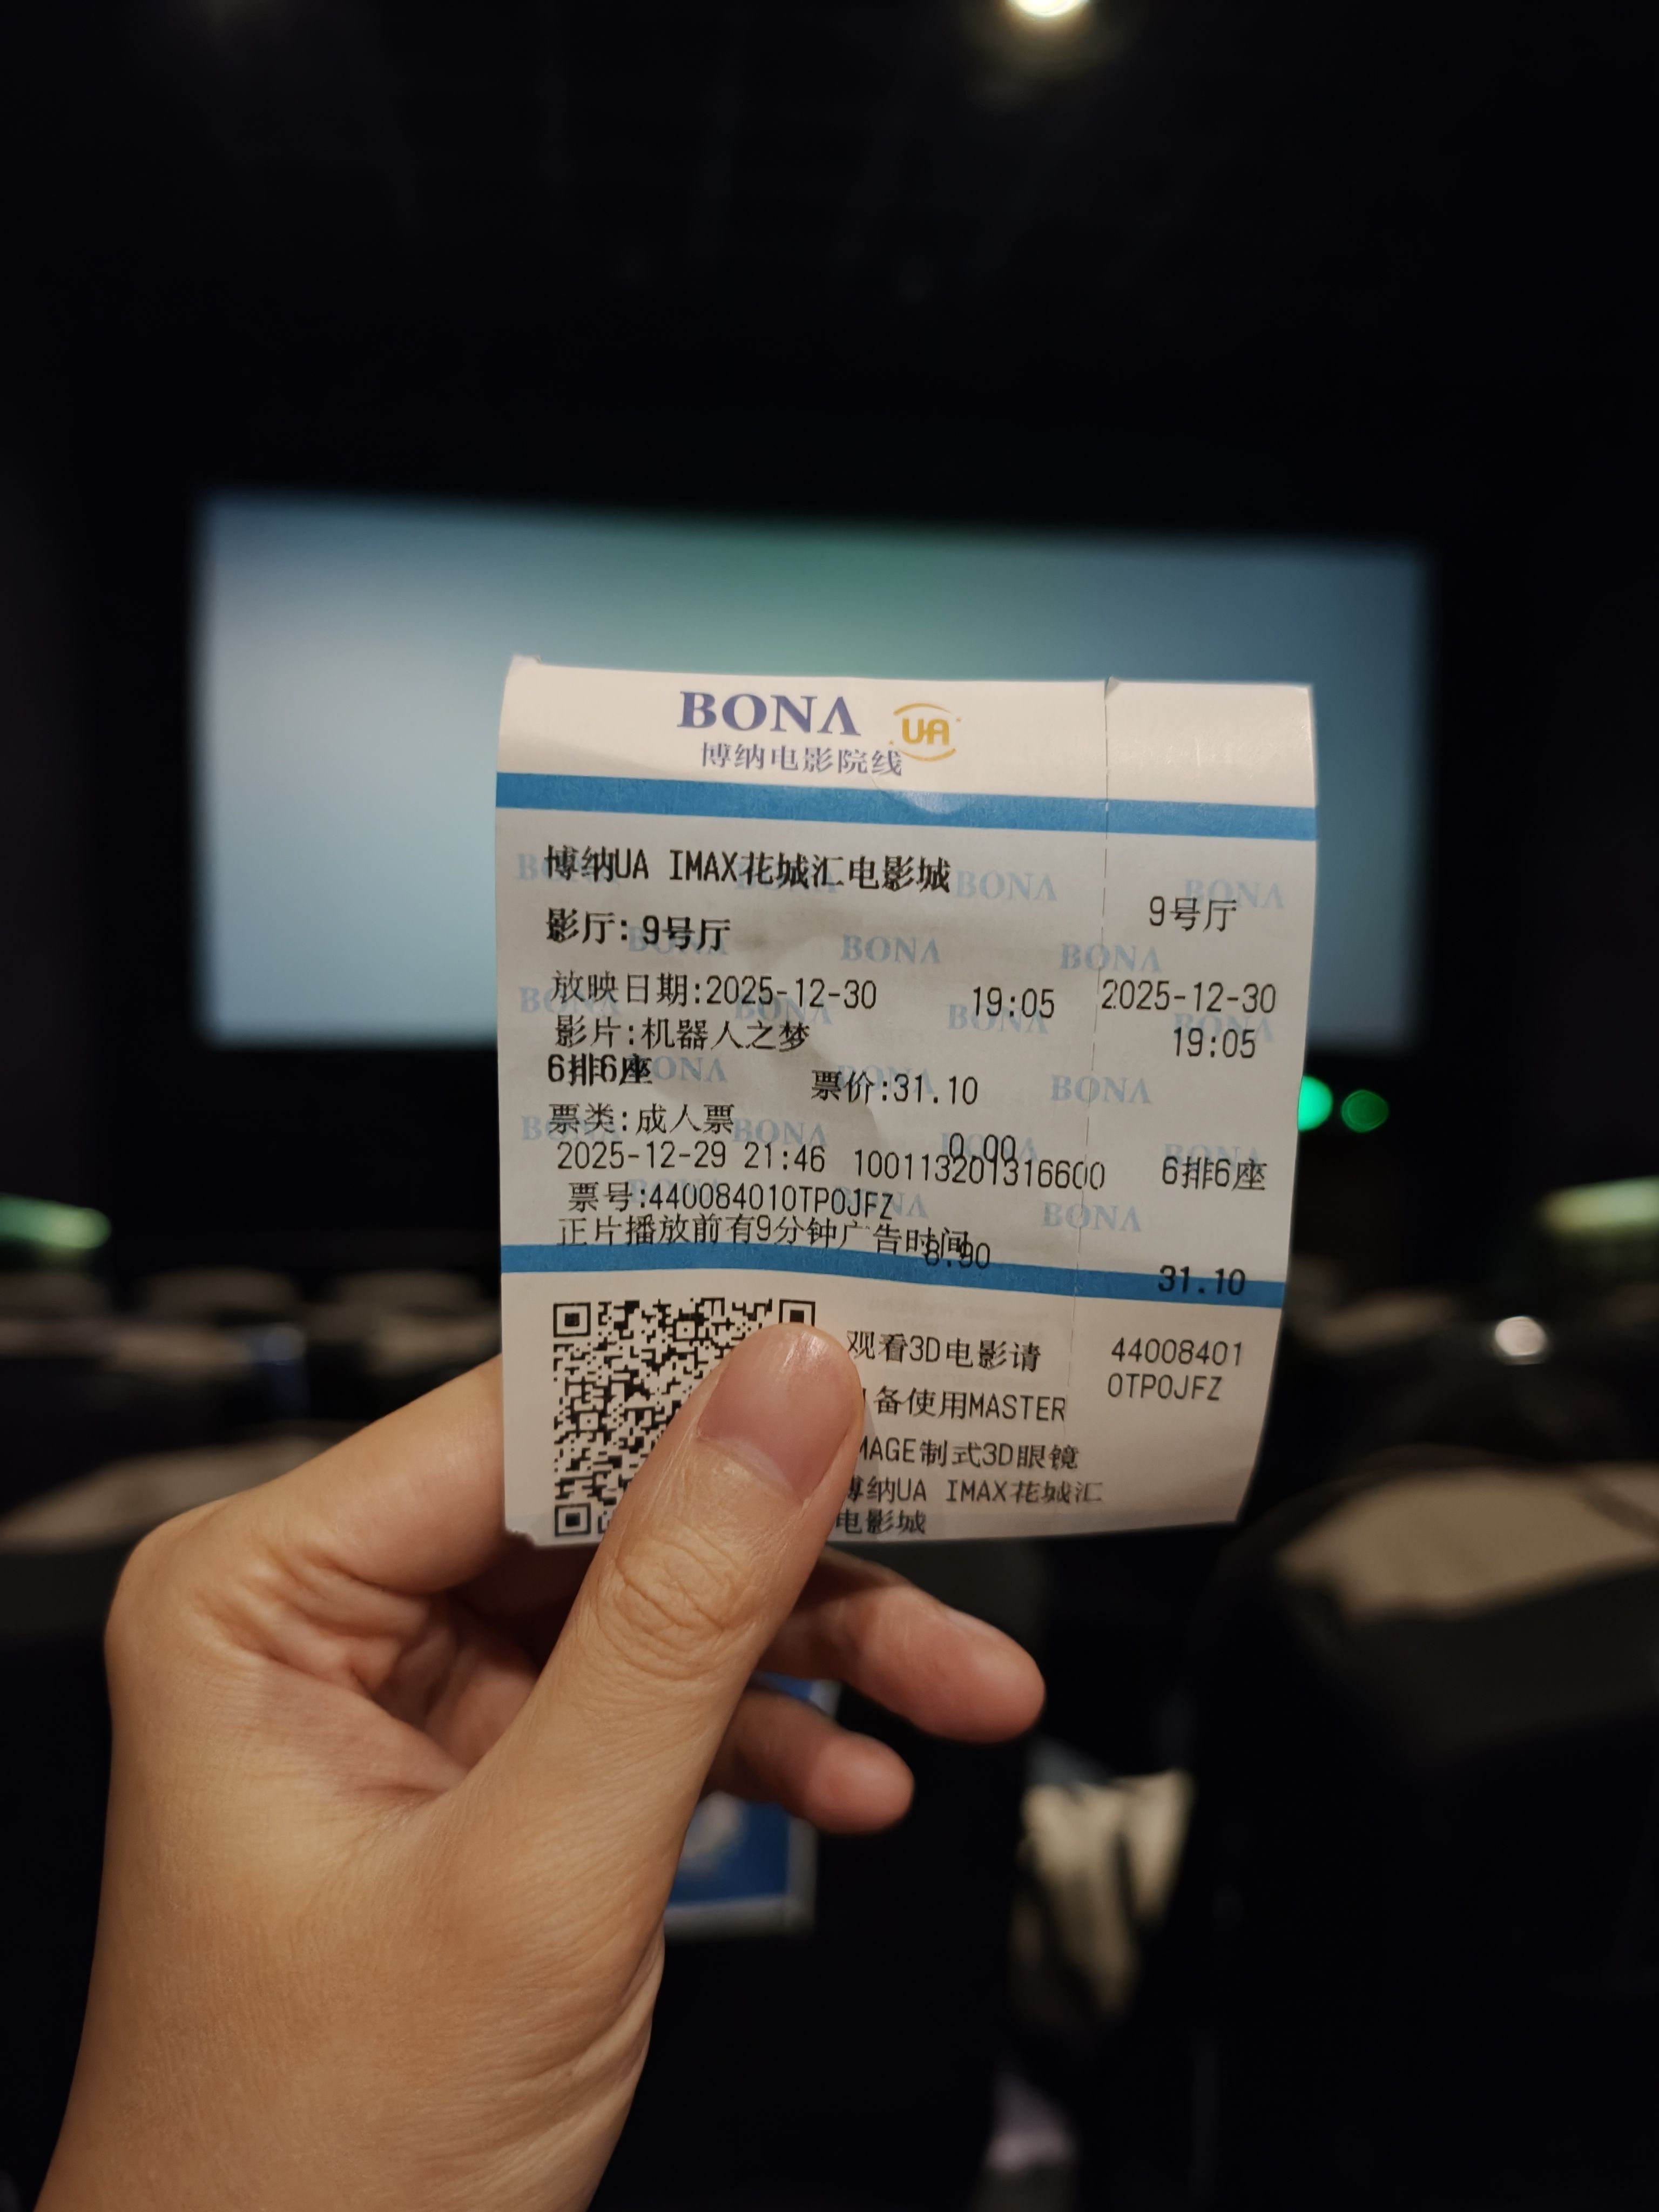 BONA UA
博纳电影院线
博纳UA IMAX花城汇电影城
影厅:9号厅
放映日期:2025-12-30 19:05
影片:机器人之梦
6排6座
票价:31.10
票类:成人票
0.00
2025-12-29 21:46 100113201316600
票号:440084010TP0JFZ
正片播放前有9分钟广告时间
8.90
观看3D电影请
备使用MASTER
MAGE制式3D眼镜
博纳UA IMAX花城汇
电影城
9号厅
2025-12-30
19:05
6排6座
31.10
44008401
0TP0JFZ